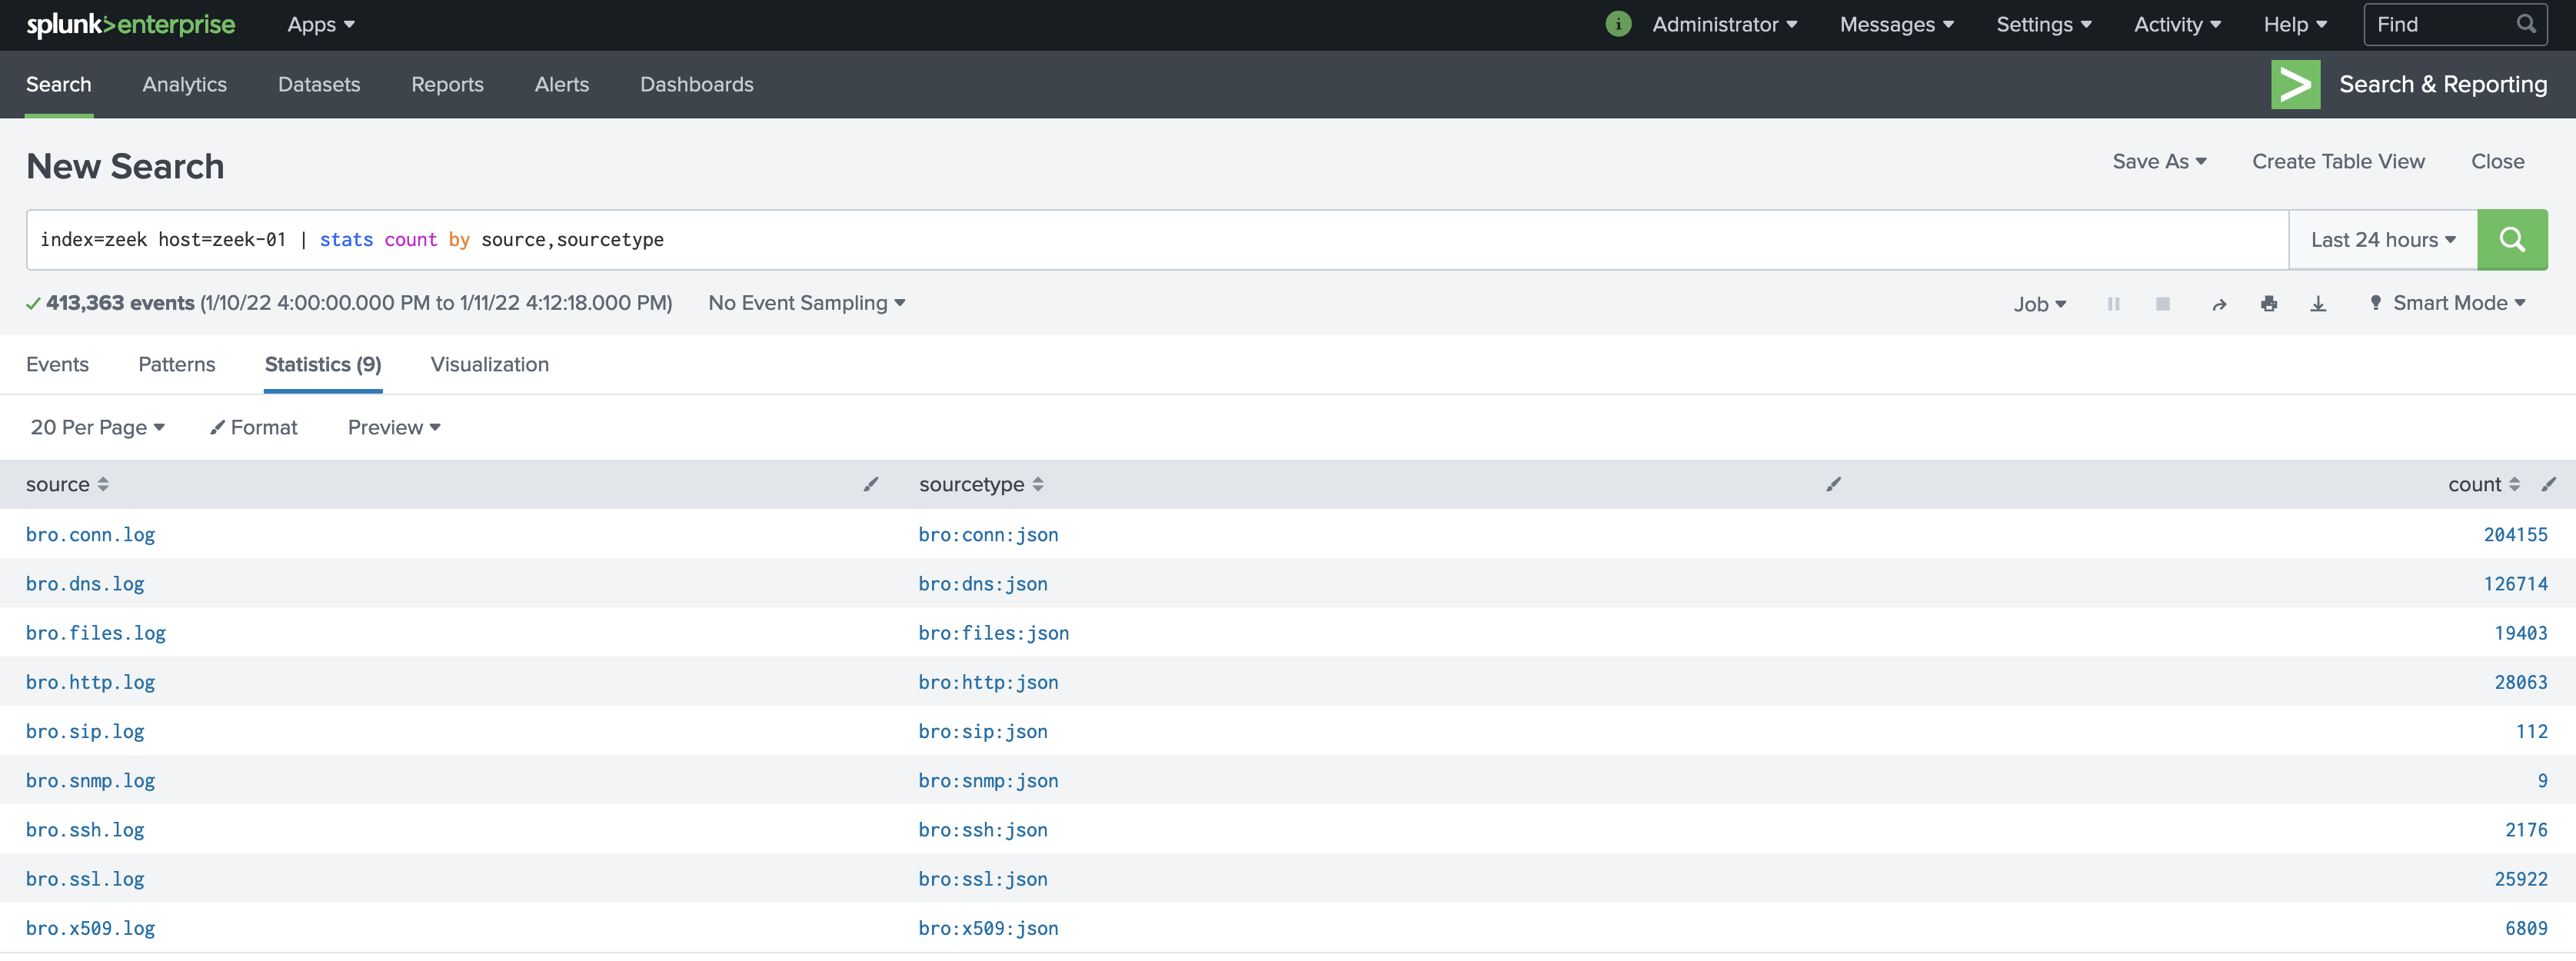 splunk>enterprise Apps Administrator Messages Settings Activity Help Find
Search Analytics Datasets Reports Alerts Dashboards Search & Reporting
New Search Save As Create Table View Close
index=zeek host=zeek-01 | stats count by source,sourcetype Last 24 hours
413,363 events (1/10/22 4:00:00.000 PM to 1/11/22 4:12:18.000 PM) No Event Sampling Job Smart Mode
Events Patterns Statistics (9) Visualization
20 Per Page Format Preview
source sourcetype count
bro.conn.log bro:conn:json 204155
bro.dns.log bro:dns:json 126714
bro.files.log bro:files:json 19403
bro.http.log bro:http:json 28063
bro.sip.log bro:sip:json 112
bro.snmp.log bro:snmp:json 9
bro.ssh.log bro:ssh:json 2176
bro.ssl.log bro:ssl:json 25922
bro.x509.log bro:x509:json 6809